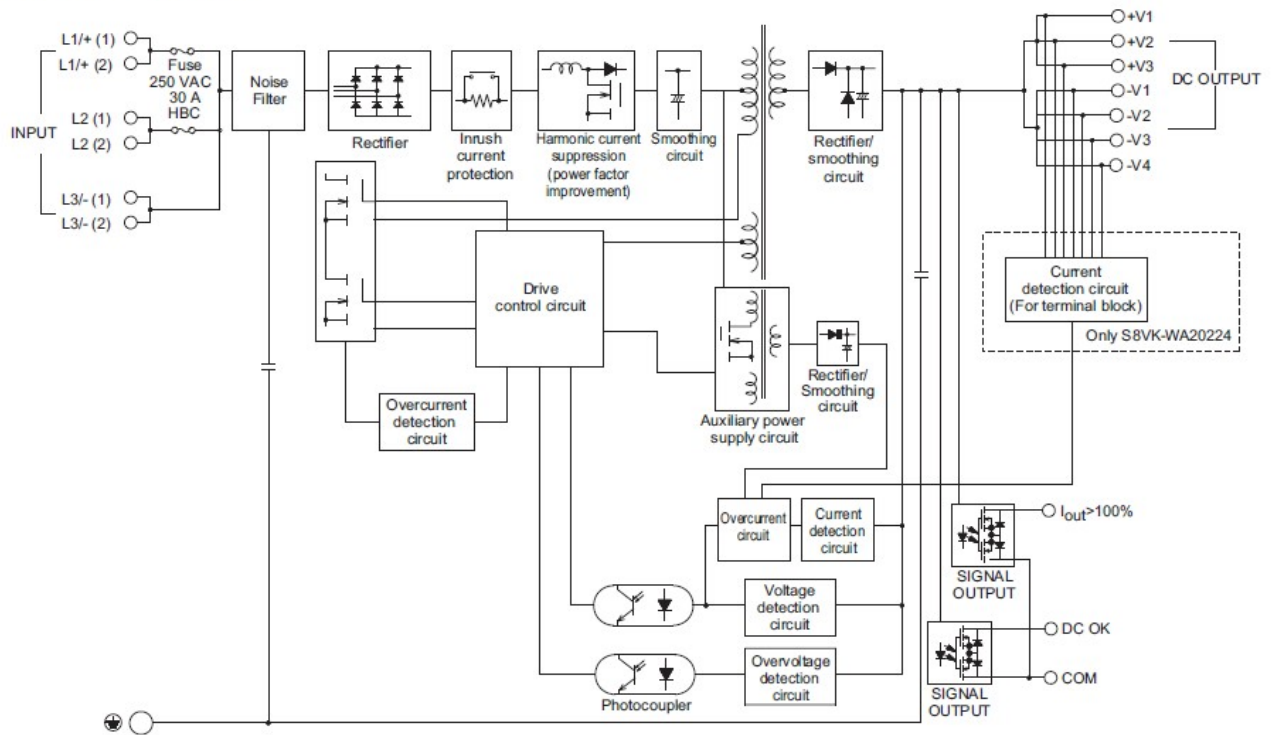 L1/+ (1)
L1/+ (2)
Fuse
250 VAC
30 A
HBC
INPUT
L2 (1)
L2 (2)
L3/- (1)
L3/- (2)
Noise
Filter
Rectifier
Inrush
current
protection
Harmonic current
suppression
(power factor
improvement)
Smoothing
circuit
Rectifier/
smoothing
circuit
+V1
+V2
+V3
-V1
-V2
-V3
-V4
DC OUTPUT
Drive
control circuit
Current
detection circuit
(For terminal block)
Only S8VK-WA20224
Rectifier/
Smoothing
circuit
Auxiliary power
supply circuit
Overcurrent
detection
circuit
Overcurrent
circuit
Current
detection
circuit
Iout>100%
SIGNAL
OUTPUT
Voltage
detection
circuit
DC OK
COM
SIGNAL
OUTPUT
Overvoltage
detection
circuit
Photocoupler